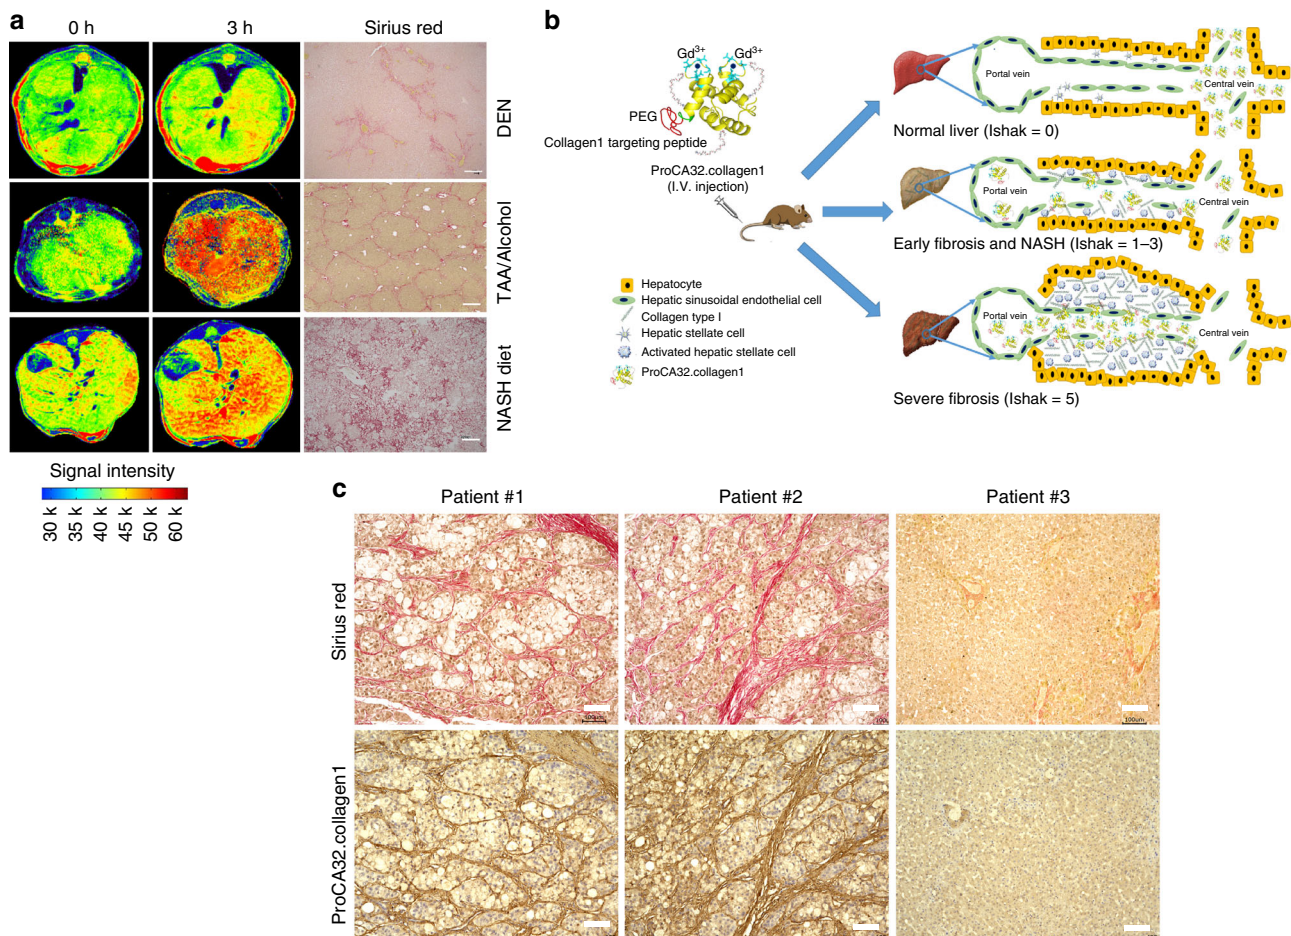 a
0 h
3 h
Sirius red
DEN
TAA/Alcohol
NASH diet
Signal intensity
30 k
35 k
40 k
45 k
50 k
60 k
b
Gd3+
Gd3+
PEG
Collagen1 targeting peptide
ProCA32.collagen1
(I.V. injection)
Hepatocyte
Hepatic sinusoidal endothelial cell
Collagen type I
Hepatic stellate cell
Activated hepatic stellate cell
ProCA32.collagen1
Portal vein
Central vein
Normal liver (Ishak = 0)
Portal vein
Central vein
Early fibrosis and NASH (Ishak = 1–3)
Portal vein
Central vein
Severe fibrosis (Ishak = 5)
c
Patient #1
Patient #2
Patient #3
Sirius red
100um
100
100um
ProCA32.collagen1